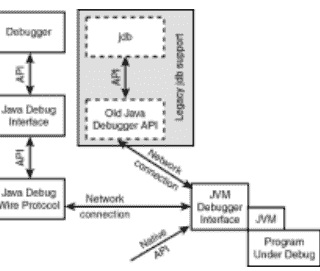 Debugger
API
Java Debug
Interface
API
Java Debug
Wire Protocol
jdb
API
Old Java
Debugger API
Legacy jdb support
Network
connection
Network
connection
Native
API
JVM
Debugger
Interface
JVM
Program
Under Debug